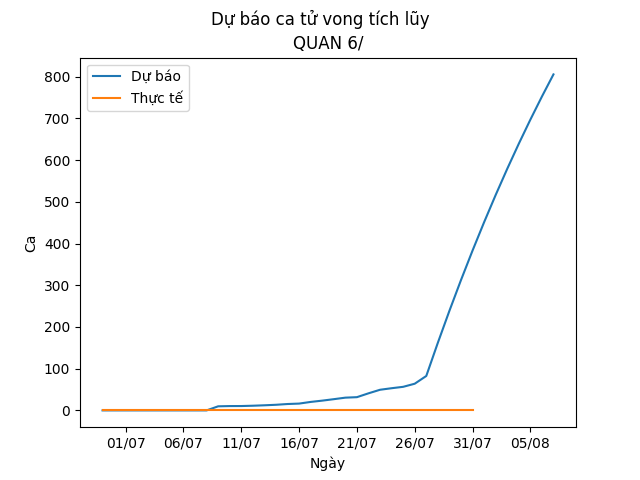 Dự báo ca tử vong tích lũy
QUAN 6/
Dự báo
Thực tế
800
700
600
500
400
300
200
100
0
Ca
01/07 06/07 11/07 16/07 21/07 26/07 31/07 05/08
Ngày